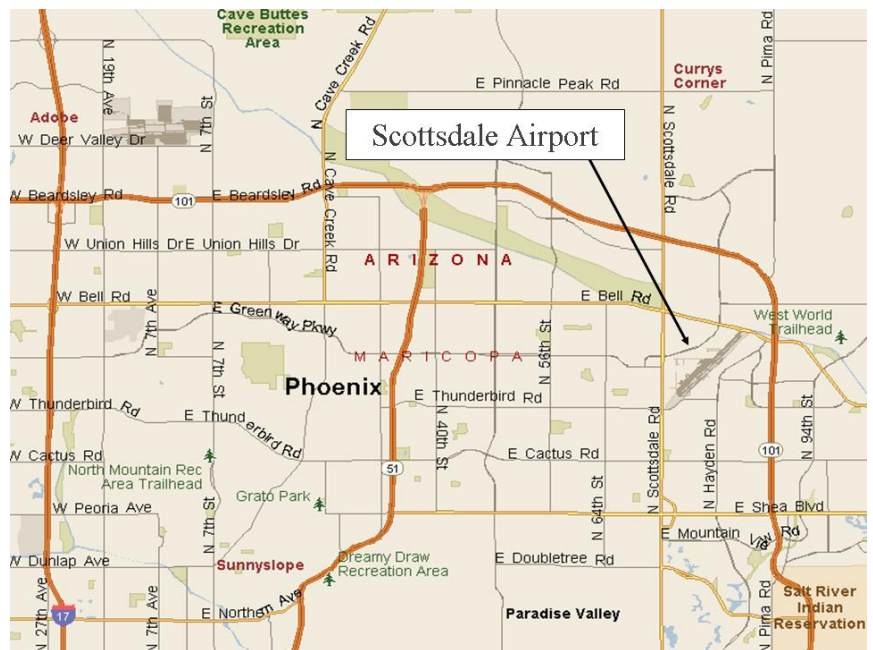 Cave Buttes
Recreation
Area
N Cave Creek Rd
N Pima Rd
N 19th Ave
N 7th St
E Pinnacle Peak Rd
Currys
Corner
Adobe
W Deer Valley Dr
Scottsdale Airport
N Scottsdale Rd
N Cave Creek Rd
W Beardsley Rd
101
E Beardsley Rd
W Union Hills Dr
E Union Hills Dr
ARIZONA
W Bell Rd
E Bell Rd
N 7th Ave
E Greenway Pkwy
West World
Trailhead
N 56th St
MARICOPA
N 7th St
Phoenix
E Thunderbird Rd
W Thunderbird Rd
E Thunderbird Rd
N 40th St
N Scottsdale Rd
N Hayden Rd
N 94th St
W Cactus Rd
E Cactus Rd
101
North Mountain Rec
Area Trailhead
51
N 64th St
Grato Park
W Peoria Ave
E Shea Blvd
N 7th St
E Mountain View Rd
W Dunlap Ave
Sunnyslope
Dreamy Draw
Recreation Area
E Doubletree Rd
N 27th Ave
17
N 7th Ave
E Northern Ave
Paradise Valley
N Pima Rd
Salt River
Indian
Reservation